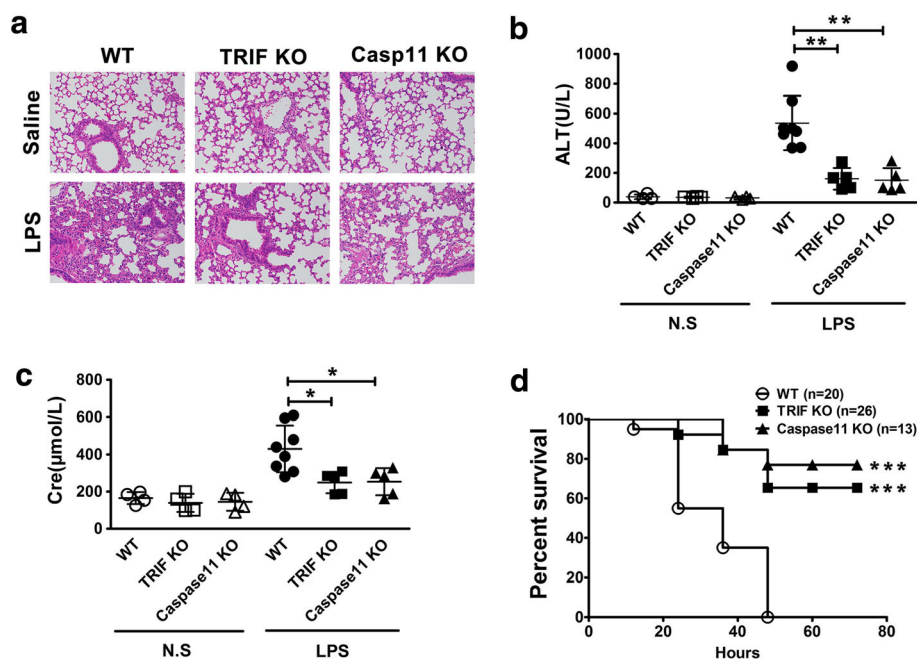 a
WT TRIF KO Casp11 KO
Saline
LPS
b
ALT(U/L)
1000
800
600
400
200
0
** 
**
WT TRIF KO Caspase11 KO WT TRIF KO Caspase11 KO
N.S LPS
c
Cre(μmol/L)
800
600
400
200
0
*
*
WT TRIF KO Caspase11 KO WT TRIF KO Caspase11 KO
N.S LPS
d
WT (n=20)
TRIF KO (n=26)
Caspase11 KO (n=13)
Percent survival
100
80
60
40
20
0
***
***
0 20 40 60 80
Hours